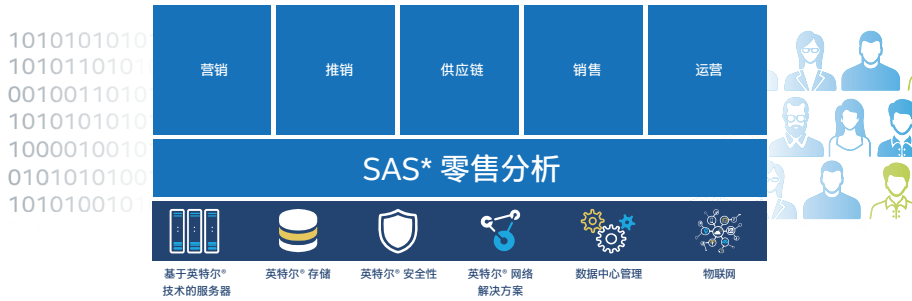 1010101010
营销 推销 供应链 销售 运营
1010110101
0010011010
1010101010
1000010010
SAS* 零售分析
0101010100
1010100101
基于英特尔® 英特尔® 存储 英特尔® 安全性 英特尔® 网络 数据中心管理 物联网
技术的服务器 解决方案